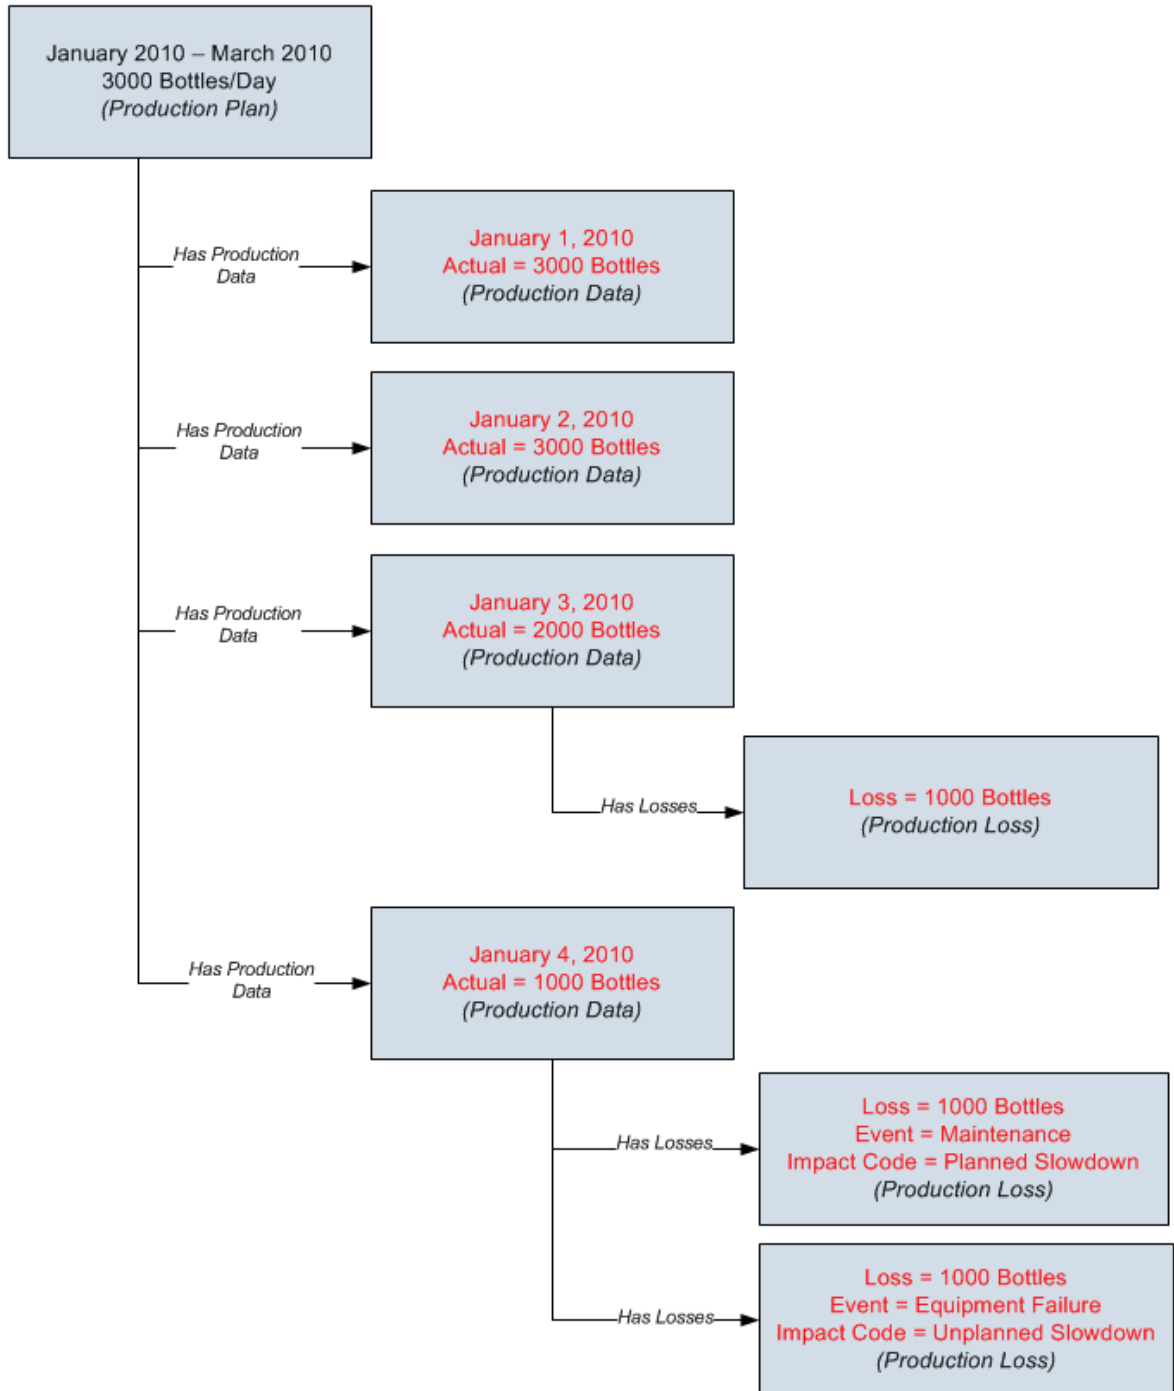 January 2010 – March 2010
3000 Bottles/Day
(Production Plan)
Has Production
Data
January 1, 2010
Actual = 3000 Bottles
(Production Data)
Has Production
Data
January 2, 2010
Actual = 3000 Bottles
(Production Data)
Has Production
Data
January 3, 2010
Actual = 2000 Bottles
(Production Data)
Has Losses
Loss = 1000 Bottles
(Production Loss)
Has Production
Data
January 4, 2010
Actual = 1000 Bottles
(Production Data)
Has Losses
Loss = 1000 Bottles
Event = Maintenance
Impact Code = Planned Slowdown
(Production Loss)
Has Losses
Loss = 1000 Bottles
Event = Equipment Failure
Impact Code = Unplanned Slowdown
(Production Loss)